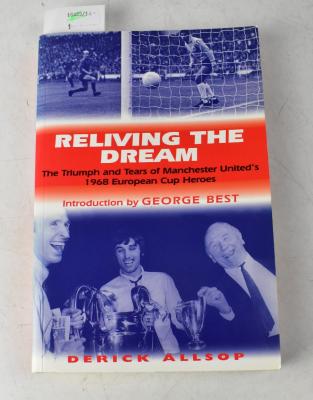 RELIVING THE
DREAM
The Triumph and Tears of Manchester United's
1968 European Cup Heroes
Introduction by GEORGE BEST
DERICK ALLSOP